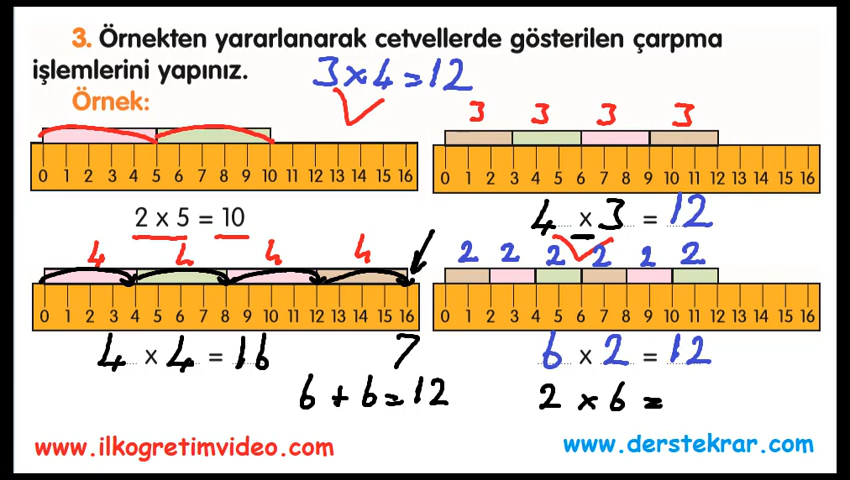 3. Örnekten yararlanarak cetvellerde gösterilen çarpma
işlemlerini yapınız.
3x4=12
Örnek:
3 3 3 3
0 1 2 3 4 5 6 7 8 9 10 11 12 13 14 15 16
0 1 2 3 4 5 6 7 8 9 10 11 12 13 14 15 16
2 x 5 = 10
4 x 3 = 12
4 4 4 4
2 2 2 2 2 2
0 1 2 3 4 5 6 7 8 9 10 11 12 13 14 15 16
0 1 2 3 4 5 6 7 8 9 10 11 12 13 14 15 16
4 x 4 = 16
7
6 x 2 = 12
6+6=12
2 x 6 =
www.ilkogretimvideo.com
www.derstekrar.com